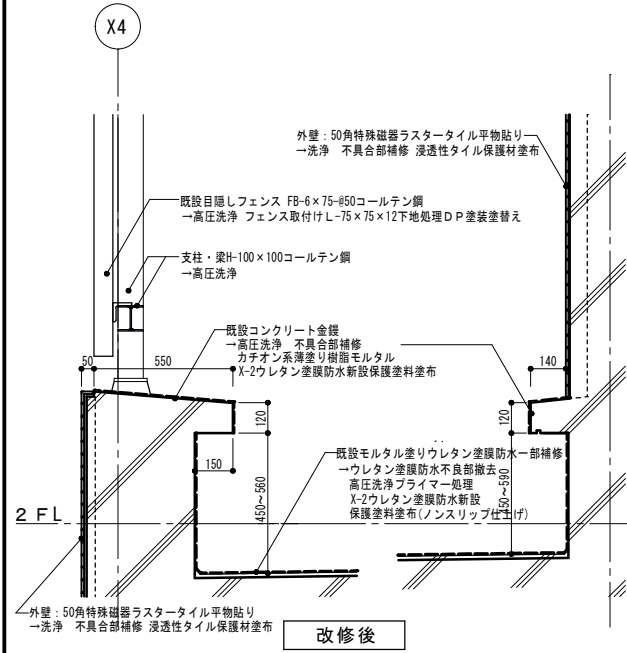 X4
外壁：50角特殊磁器ラスタータイル平物貼り
→洗浄　不具合部補修 浸透性タイル保護材塗布
既設目隠しフェンス FB-6×75-@50コールテン鋼
→高圧洗浄 フェンス取付けL-75×75×12下地処理DP塗装塗替え
支柱・梁H-100×100コールテン鋼
→高圧洗浄
既設コンクリート金鏝
→高圧洗浄　不具合部補修
カチオン系薄塗り樹脂モルタル
X-2ウレタン塗膜防水新設保護塗料塗布
50
550
140
120
120
150
450~560
既設モルタル塗りウレタン塗膜防水一部補修
→ウレタン塗膜防水不良部撤去
高圧洗浄プライマー処理
X-2ウレタン塗膜防水新設
保護塗料塗布(ノンスリップ仕上げ)
2 FL
外壁：50角特殊磁器ラスタータイル平物貼り
→洗浄　不具合部補修 浸透性タイル保護材塗布
改修後